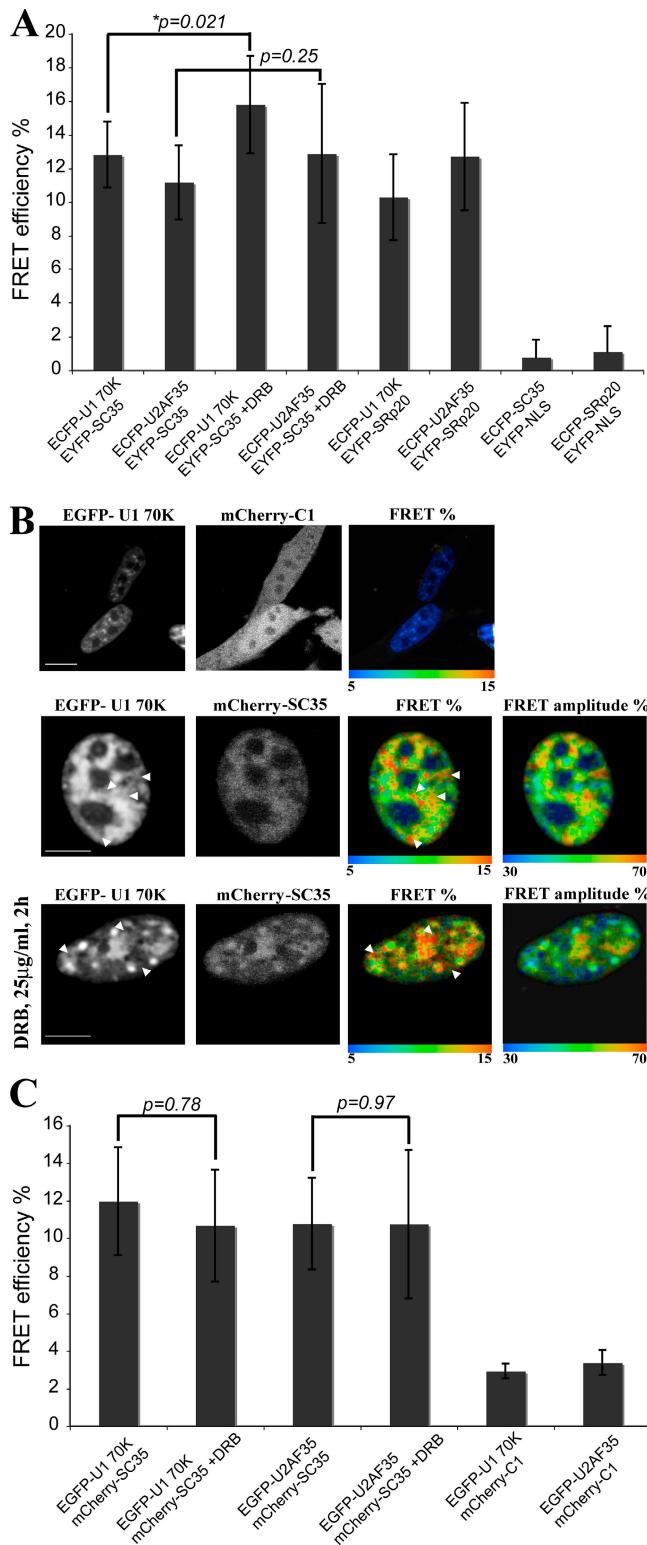 A
*p=0.021
p=0.25
FRET efficiency %
20
18
16
14
12
10
8
6
4
2
0
ECFP-U1 70K
EYFP-SC35
ECFP-U2AF35
EYFP-SC35
ECFP-U1 70K
EYFP-SC35 +DRB
ECFP-U2AF35
EYFP-SC35 +DRB
ECFP-U1 70K
EYFP-SRp20
ECFP-U2AF35
EYFP-SRp20
ECFP-SC35
EYFP-NLS
ECFP-SRp20
EYFP-NLS
B
EGFP- U1 70K
mCherry-C1
FRET %
5
15
EGFP- U1 70K
mCherry-SC35
FRET %
FRET amplitude %
5
15
30
70
DRB, 25µg/ml, 2h
EGFP- U1 70K
mCherry-SC35
FRET %
FRET amplitude %
5
15
30
70
C
p=0.78
p=0.97
FRET efficiency %
16
14
12
10
8
6
4
2
0
EGFP-U1 70K
mCherry-SC35
EGFP-U1 70K
mCherry-SC35 +DRB
EGFP-U2AF35
mCherry-SC35
EGFP-U2AF35
mCherry-SC35 +DRB
EGFP-U1 70K
mCherry-C1
EGFP-U2AF35
mCherry-C1